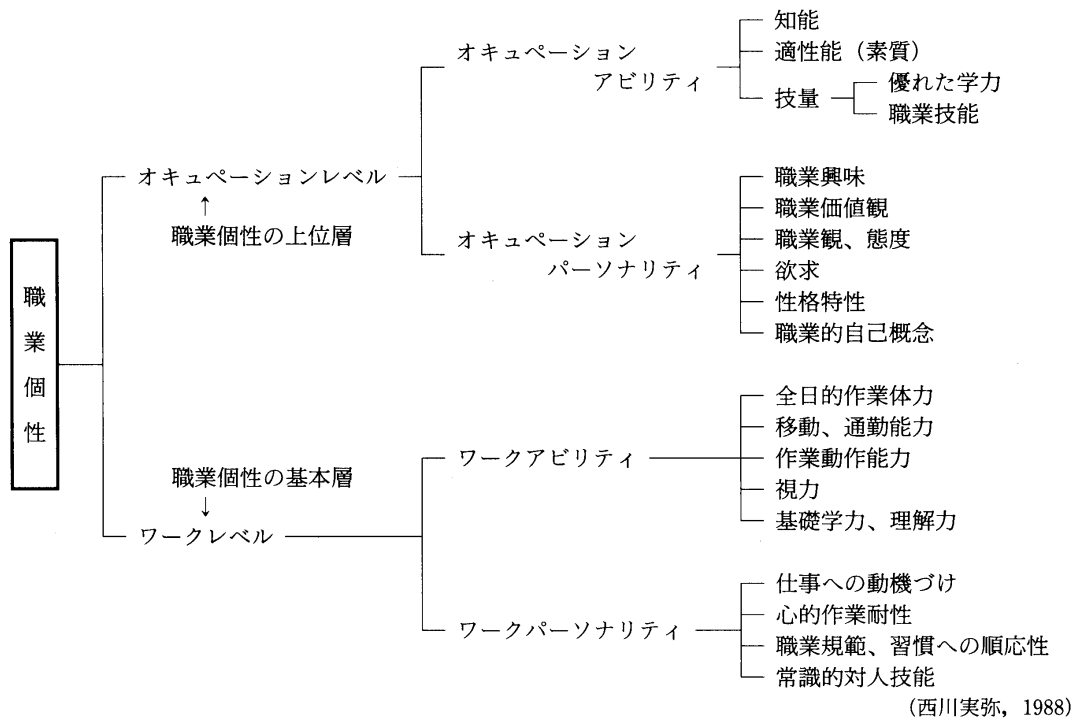 職業個性
オキュペーションレベル
↑
職業個性の上位層
オキュペーション
アビリティ
知能
適性能（素質）
技量
優れた学力
職業技能
オキュペーション
パーソナリティ
職業興味
職業価値観
職業観、態度
欲求
性格特性
職業的自己概念
職業個性の基本層
↓
ワークレベル
ワークアビリティ
全日的作業体力
移動、通勤能力
作業動作能力
視力
基礎学力、理解力
ワークパーソナリティ
仕事への動機づけ
心的作業耐性
職業規範、習慣への順応性
常識的対人技能
(西川実弥，1988)